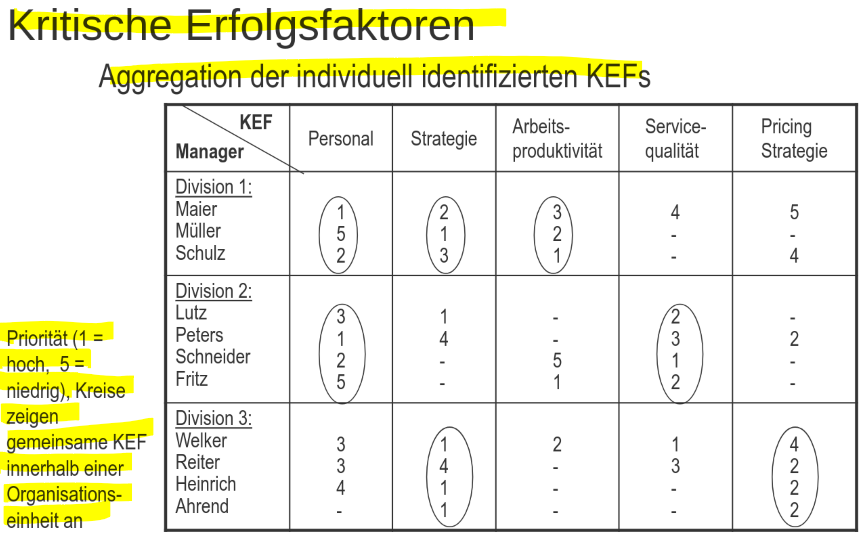 Kritische Erfolgsfaktoren
Aggregation der individuell identifizierten KEFs
KEF
Manager
Personal
Strategie
Arbeits-
produktivität
Service-
qualität
Pricing
Strategie
Division 1:
Maier 1 2 3 4 5
Müller 5 1 2 - -
Schulz 2 3 1 - 4
Division 2:
Lutz 3 1 - 2 -
Peters 1 4 - 3 2
Schneider 2 - 5 1 -
Fritz 5 - 1 2 -
Division 3:
Welker 3 1 2 1 4
Reiter 3 4 - 3 2
Heinrich 4 1 - - 2
Ahrend - 1 - - 2
Priorität (1 =
hoch, 5 =
niedrig), Kreise
zeigen
gemeinsame KEF
innerhalb einer
Organisations-
einheit an